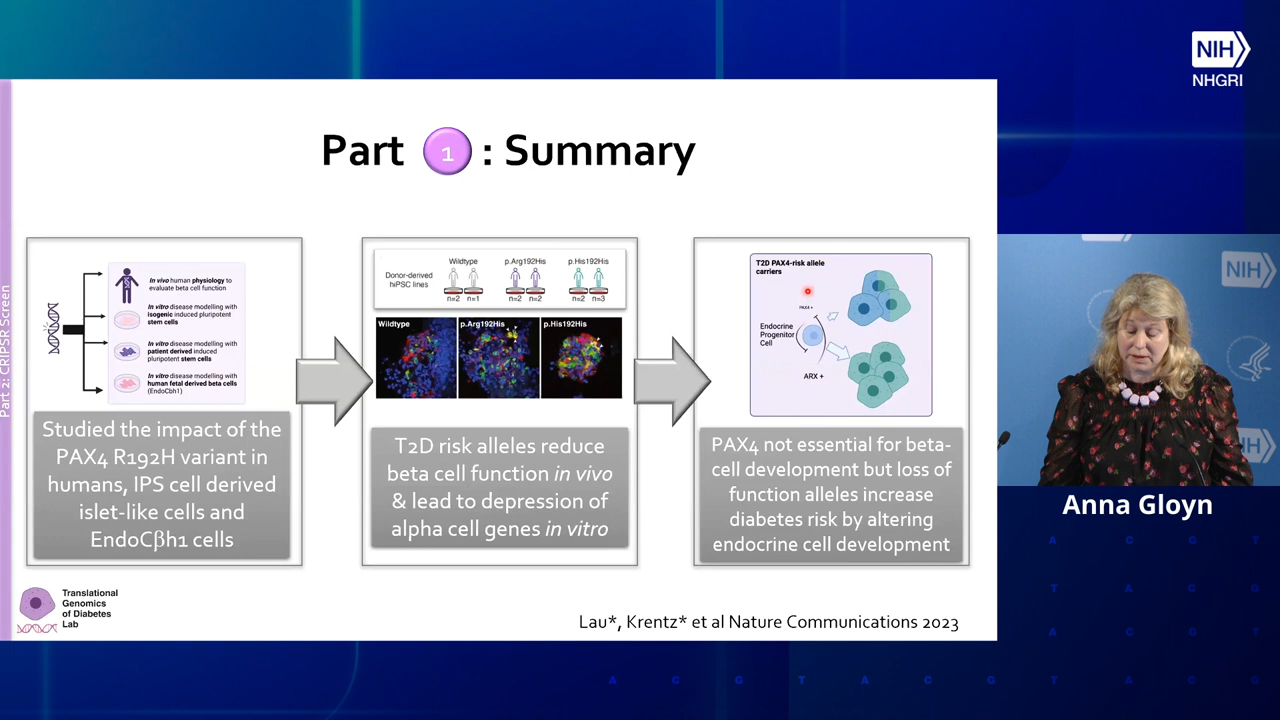 NIH
NHGRI
Part 1 : Summary
Part 2: CRIPSR Screen
In vivo human physiology to
evaluate beta cell function
In vitro disease modelling with
isogenic induced pluripotent
stem cells
In vitro disease modelling with
patient derived induced
pluripotent stem cells
In vitro disease modelling with
human fetal derived beta cells
(EndoCbh1)
Studied the impact of the
PAX4 R192H variant in
humans, IPS cell derived
islet-like cells and
EndoCβh1 cells
Donor-derived
hiPSC lines
Wildtype
p.Arg192His
p.His192His
n=2 n=1
n=2 n=2
n=2 n=3
Wildtype
p.Arg192His
p.His192His
T2D risk alleles reduce
beta cell function in vivo
& lead to depression of
alpha cell genes in vitro
T2D PAX4-risk allele
carriers
PAX4 +
Endocrine
Progenitor
Cell
ARX +
PAX4 not essential for beta-
cell development but loss of
function alleles increase
diabetes risk by altering
endocrine cell development
Translational
Genomics
of Diabetes
Lab
Lau*, Krentz* et al Nature Communications 2023
NIH
Anna Gloyn
A C G T
T A C G
A C G T
A C G T A C G T A C G